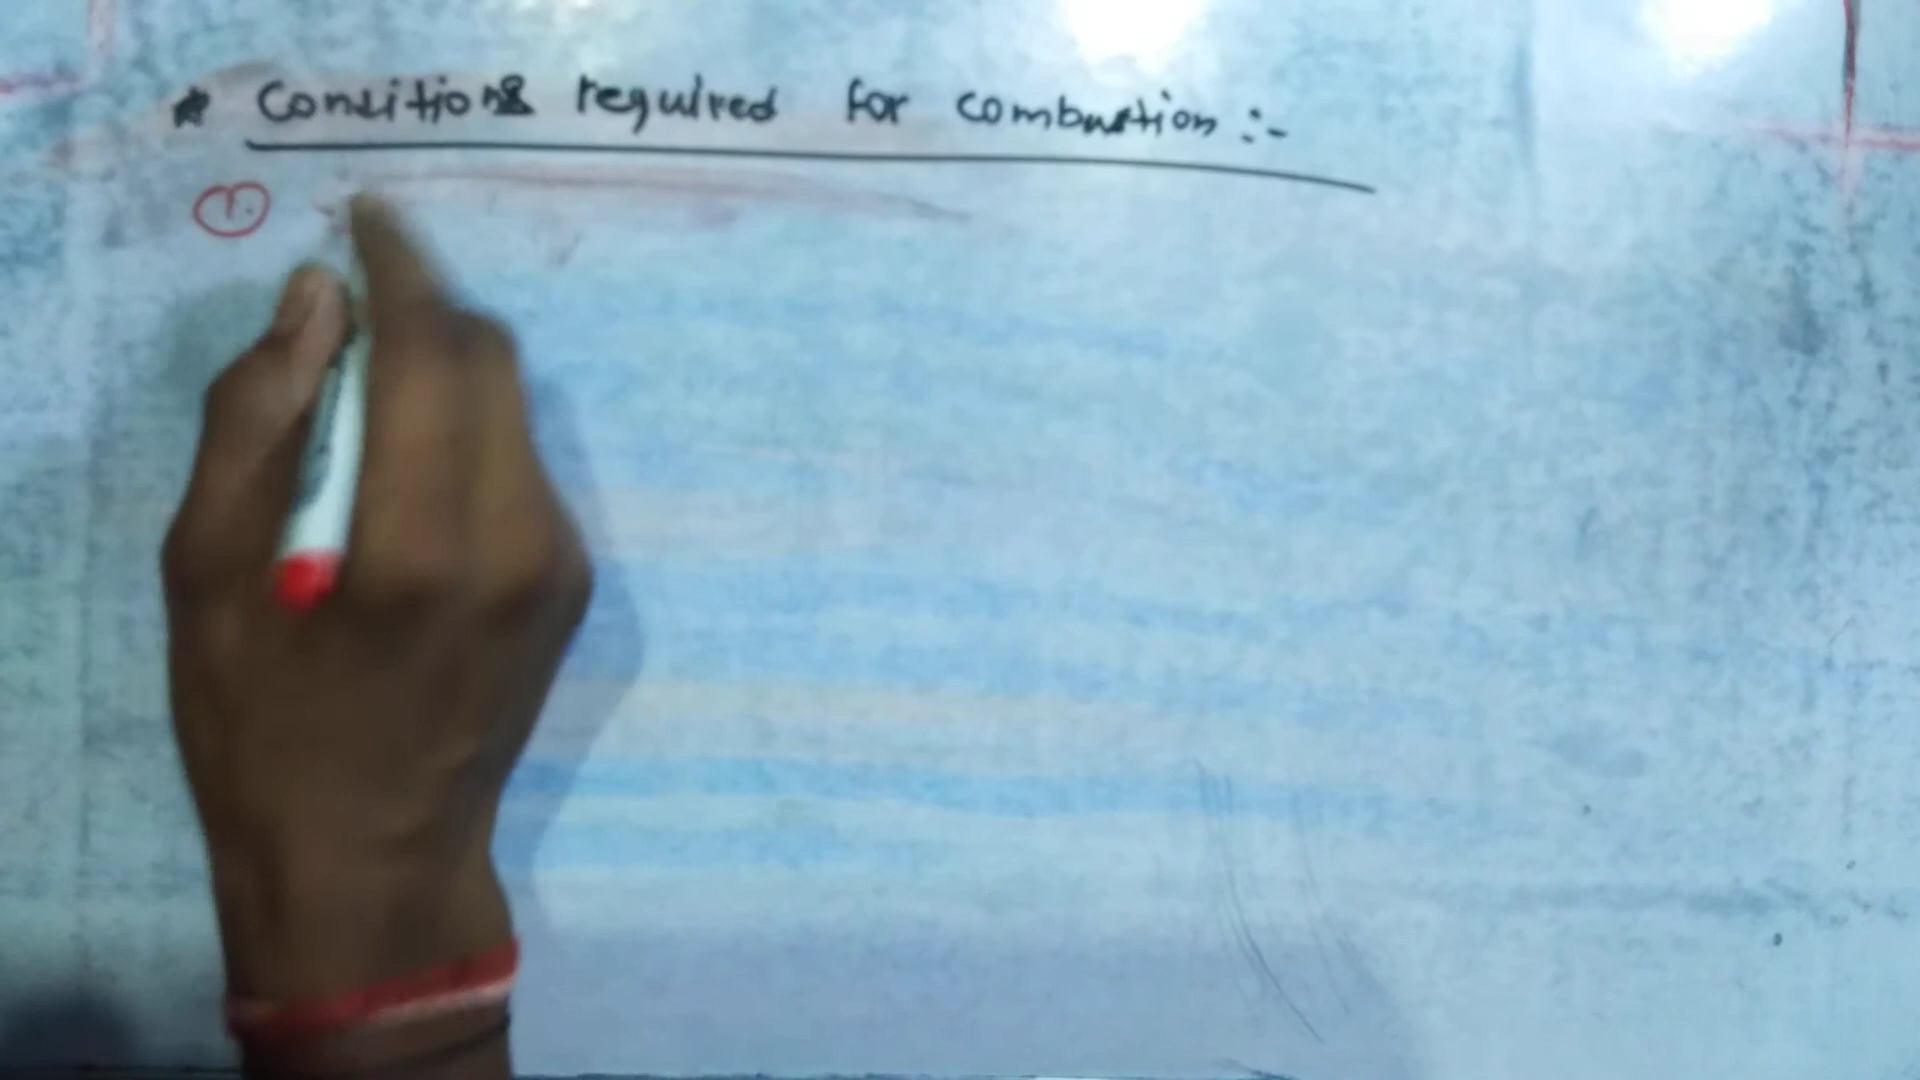 * Conditions required for combustion :-
1.